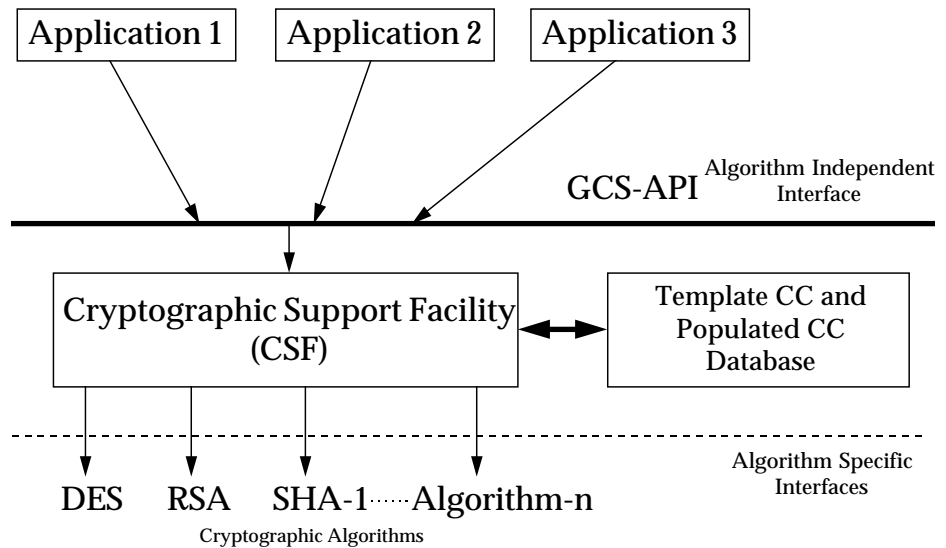 Application 1
Application 2
Application 3
GCS-API
Algorithm Independent
Interface
Cryptographic Support Facility
(CSF)
Template CC and
Populated CC
Database
Algorithm Specific
Interfaces
DES
RSA
SHA-1......Algorithm-n
Cryptographic Algorithms